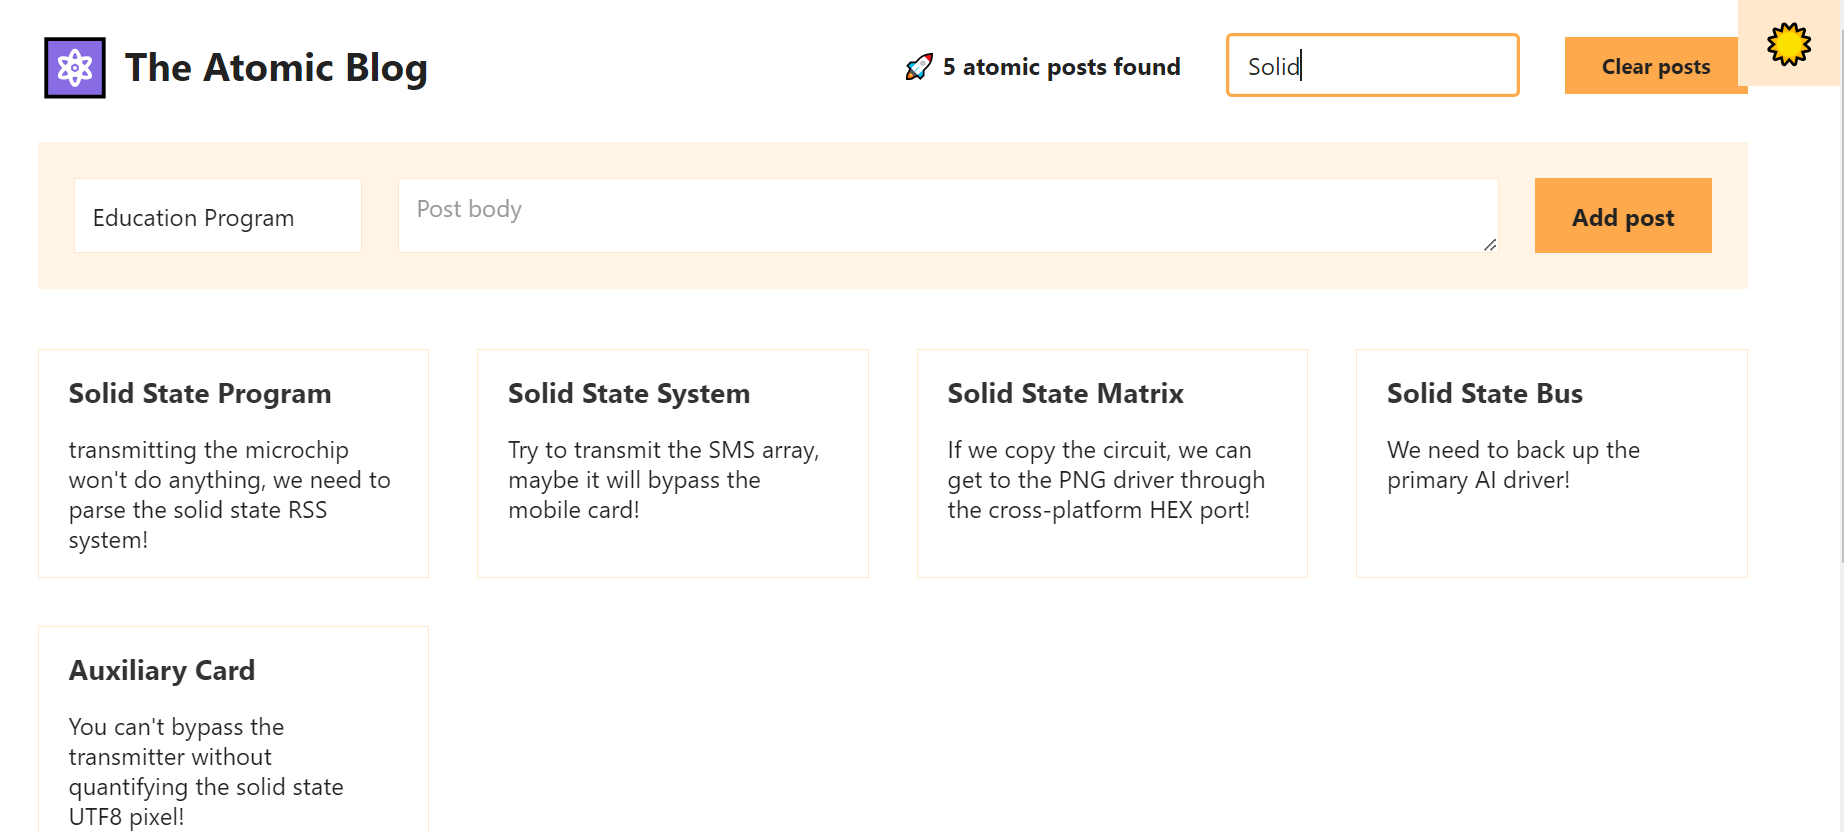 The Atomic Blog
🚀 5 atomic posts found
Solid
Clear posts
Education Program
Post body
Add post
Solid State Program
transmitting the microchip
won't do anything, we need to
parse the solid state RSS
system!
Solid State System
Try to transmit the SMS array,
maybe it will bypass the
mobile card!
Solid State Matrix
If we copy the circuit, we can
get to the PNG driver through
the cross-platform HEX port!
Solid State Bus
We need to back up the
primary AI driver!
Auxiliary Card
You can't bypass the
transmitter without
quantifying the solid state
UTF8 pixel!